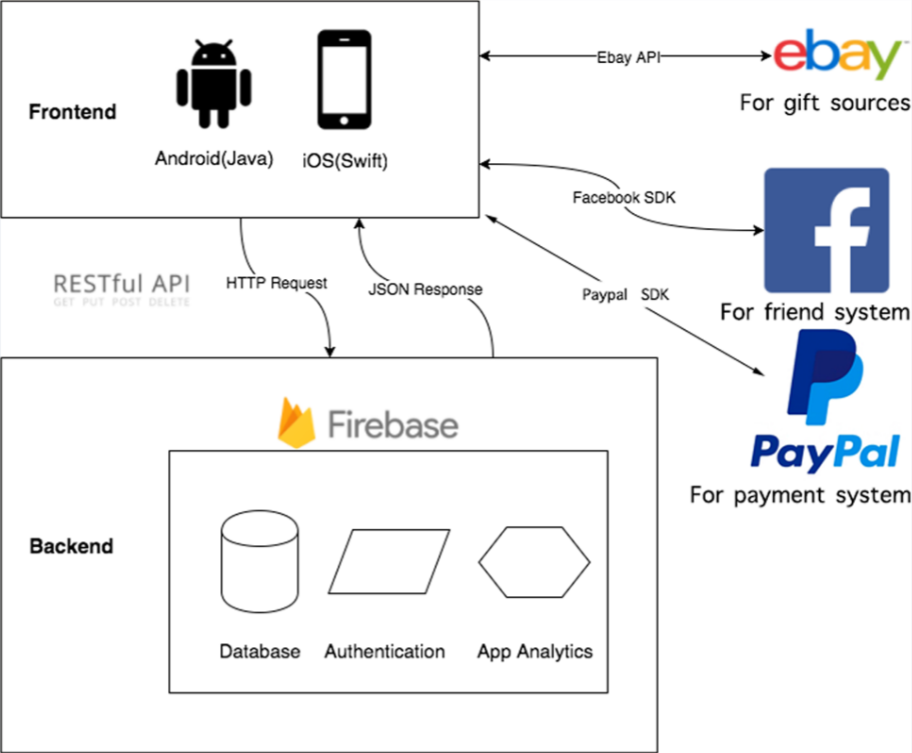 Frontend
Android(Java)
iOS(Swift)
Ebay API
ebay
For gift sources
Facebook SDK
f
For friend system
RESTful API
GET PUT POST DELETE
HTTP Request
JSON Response
Paypal SDK
PayPal
For payment system
Firebase
Backend
Database
Authentication
App Analytics